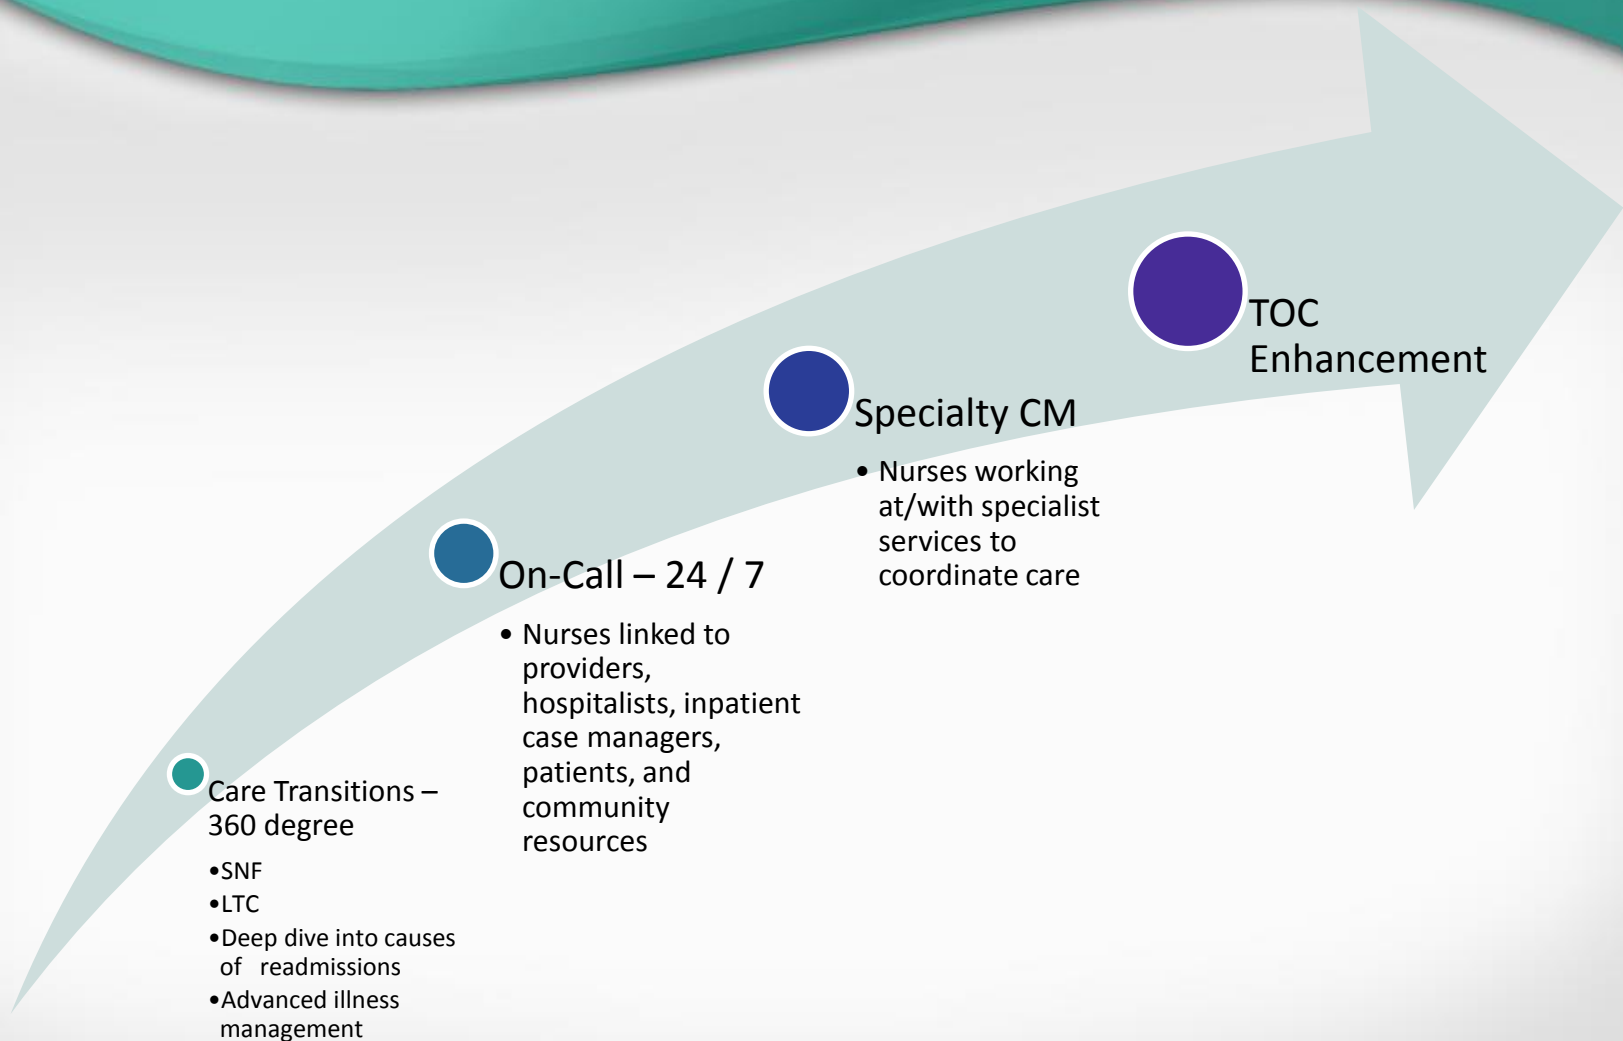 TOC
Enhancement
Specialty CM
• Nurses working
at/with specialist
services to
coordinate care
On-Call – 24 / 7
• Nurses linked to
providers,
hospitalists, inpatient
case managers,
patients, and
community
resources
Care Transitions –
360 degree
•SNF
•LTC
•Deep dive into causes
of readmissions
•Advanced illness
management